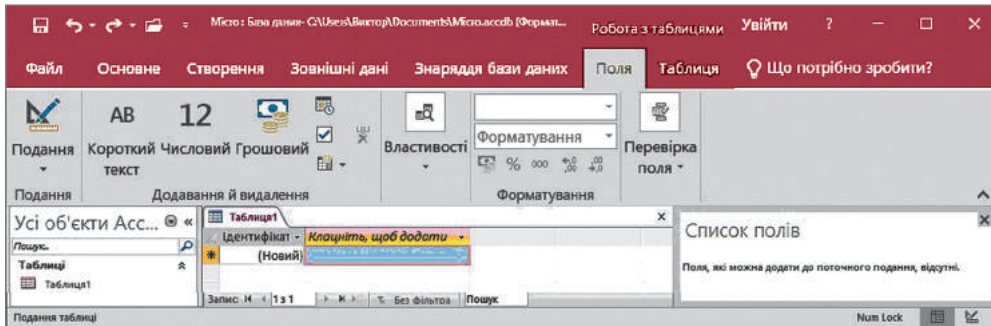 Місто : База даних- C:\Users\Виктор\Documents\Місто.accdb (Формат...
Робота з таблицями
Увійти
?
Файл Основне Створення Зовнішні дані Знаряддя бази даних Поля Таблиця Що потрібно зробити?
Подання
AB
Короткий текст
12
Числовий
Грошовий
Властивості
Форматування
% 000
Перевірка поля
Подання Додавання й видалення Форматування
Усі об'єкти Acc... «
Пошук..
Таблиці
Таблиця1
Таблиця1
Ідентифікат Клацніть, щоб додати
* (Новий)
Запис: 1 з 1 Без фільтра Пошук
Список полів
Поля, які можна додати до поточного подання, відсутні.
Подання таблиці Num Lock